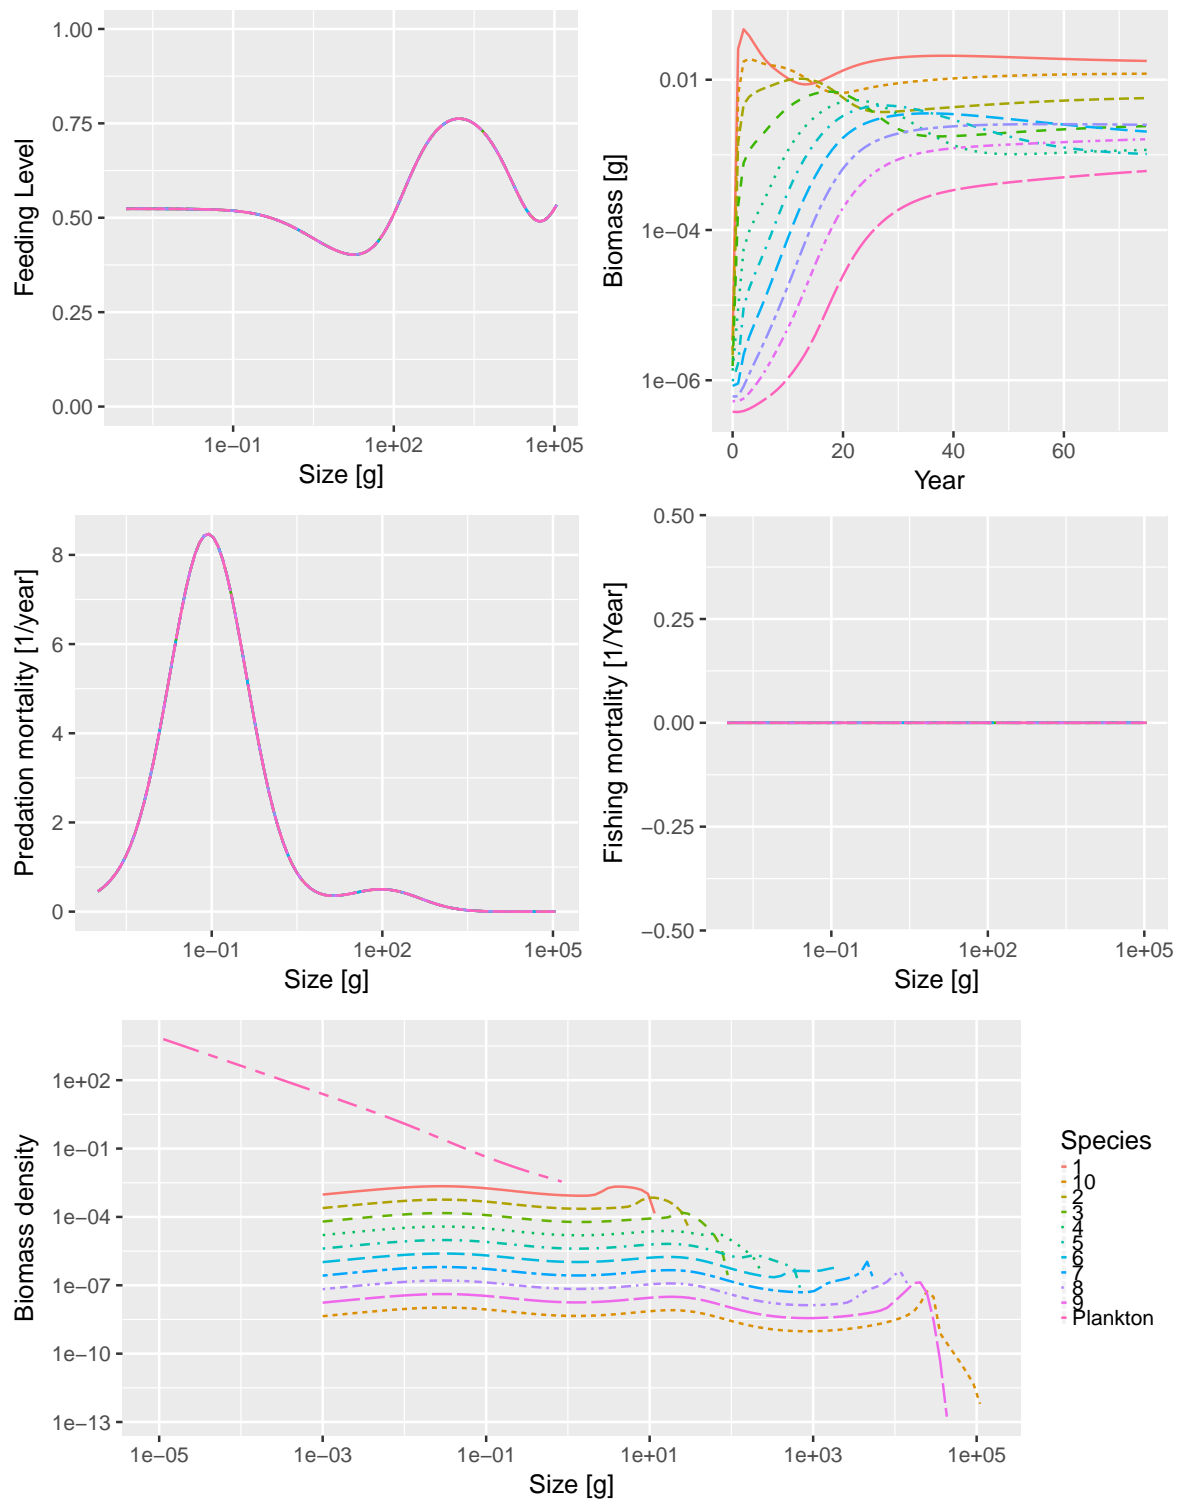 1.00
0.75
0.50
0.25
0.00
Feeding Level
1e−01
1e+02
1e+05
Size [g]
0.01
1e−04
1e−06
Biomass [g]
0
20
40
60
Year
8
6
4
2
0
Predation mortality [1/year]
1e−01
1e+02
1e+05
Size [g]
0.50
0.25
0.00
−0.25
−0.50
Fishing mortality [1/Year]
1e−01
1e+02
1e+05
Size [g]
1e+02
1e−01
1e−04
1e−07
1e−10
1e−13
Biomass density
1e−05
1e−03
1e−01
1e+01
1e+03
1e+05
Size [g]
Species
1
10
2
3
4
5
6
7
8
9
Plankton